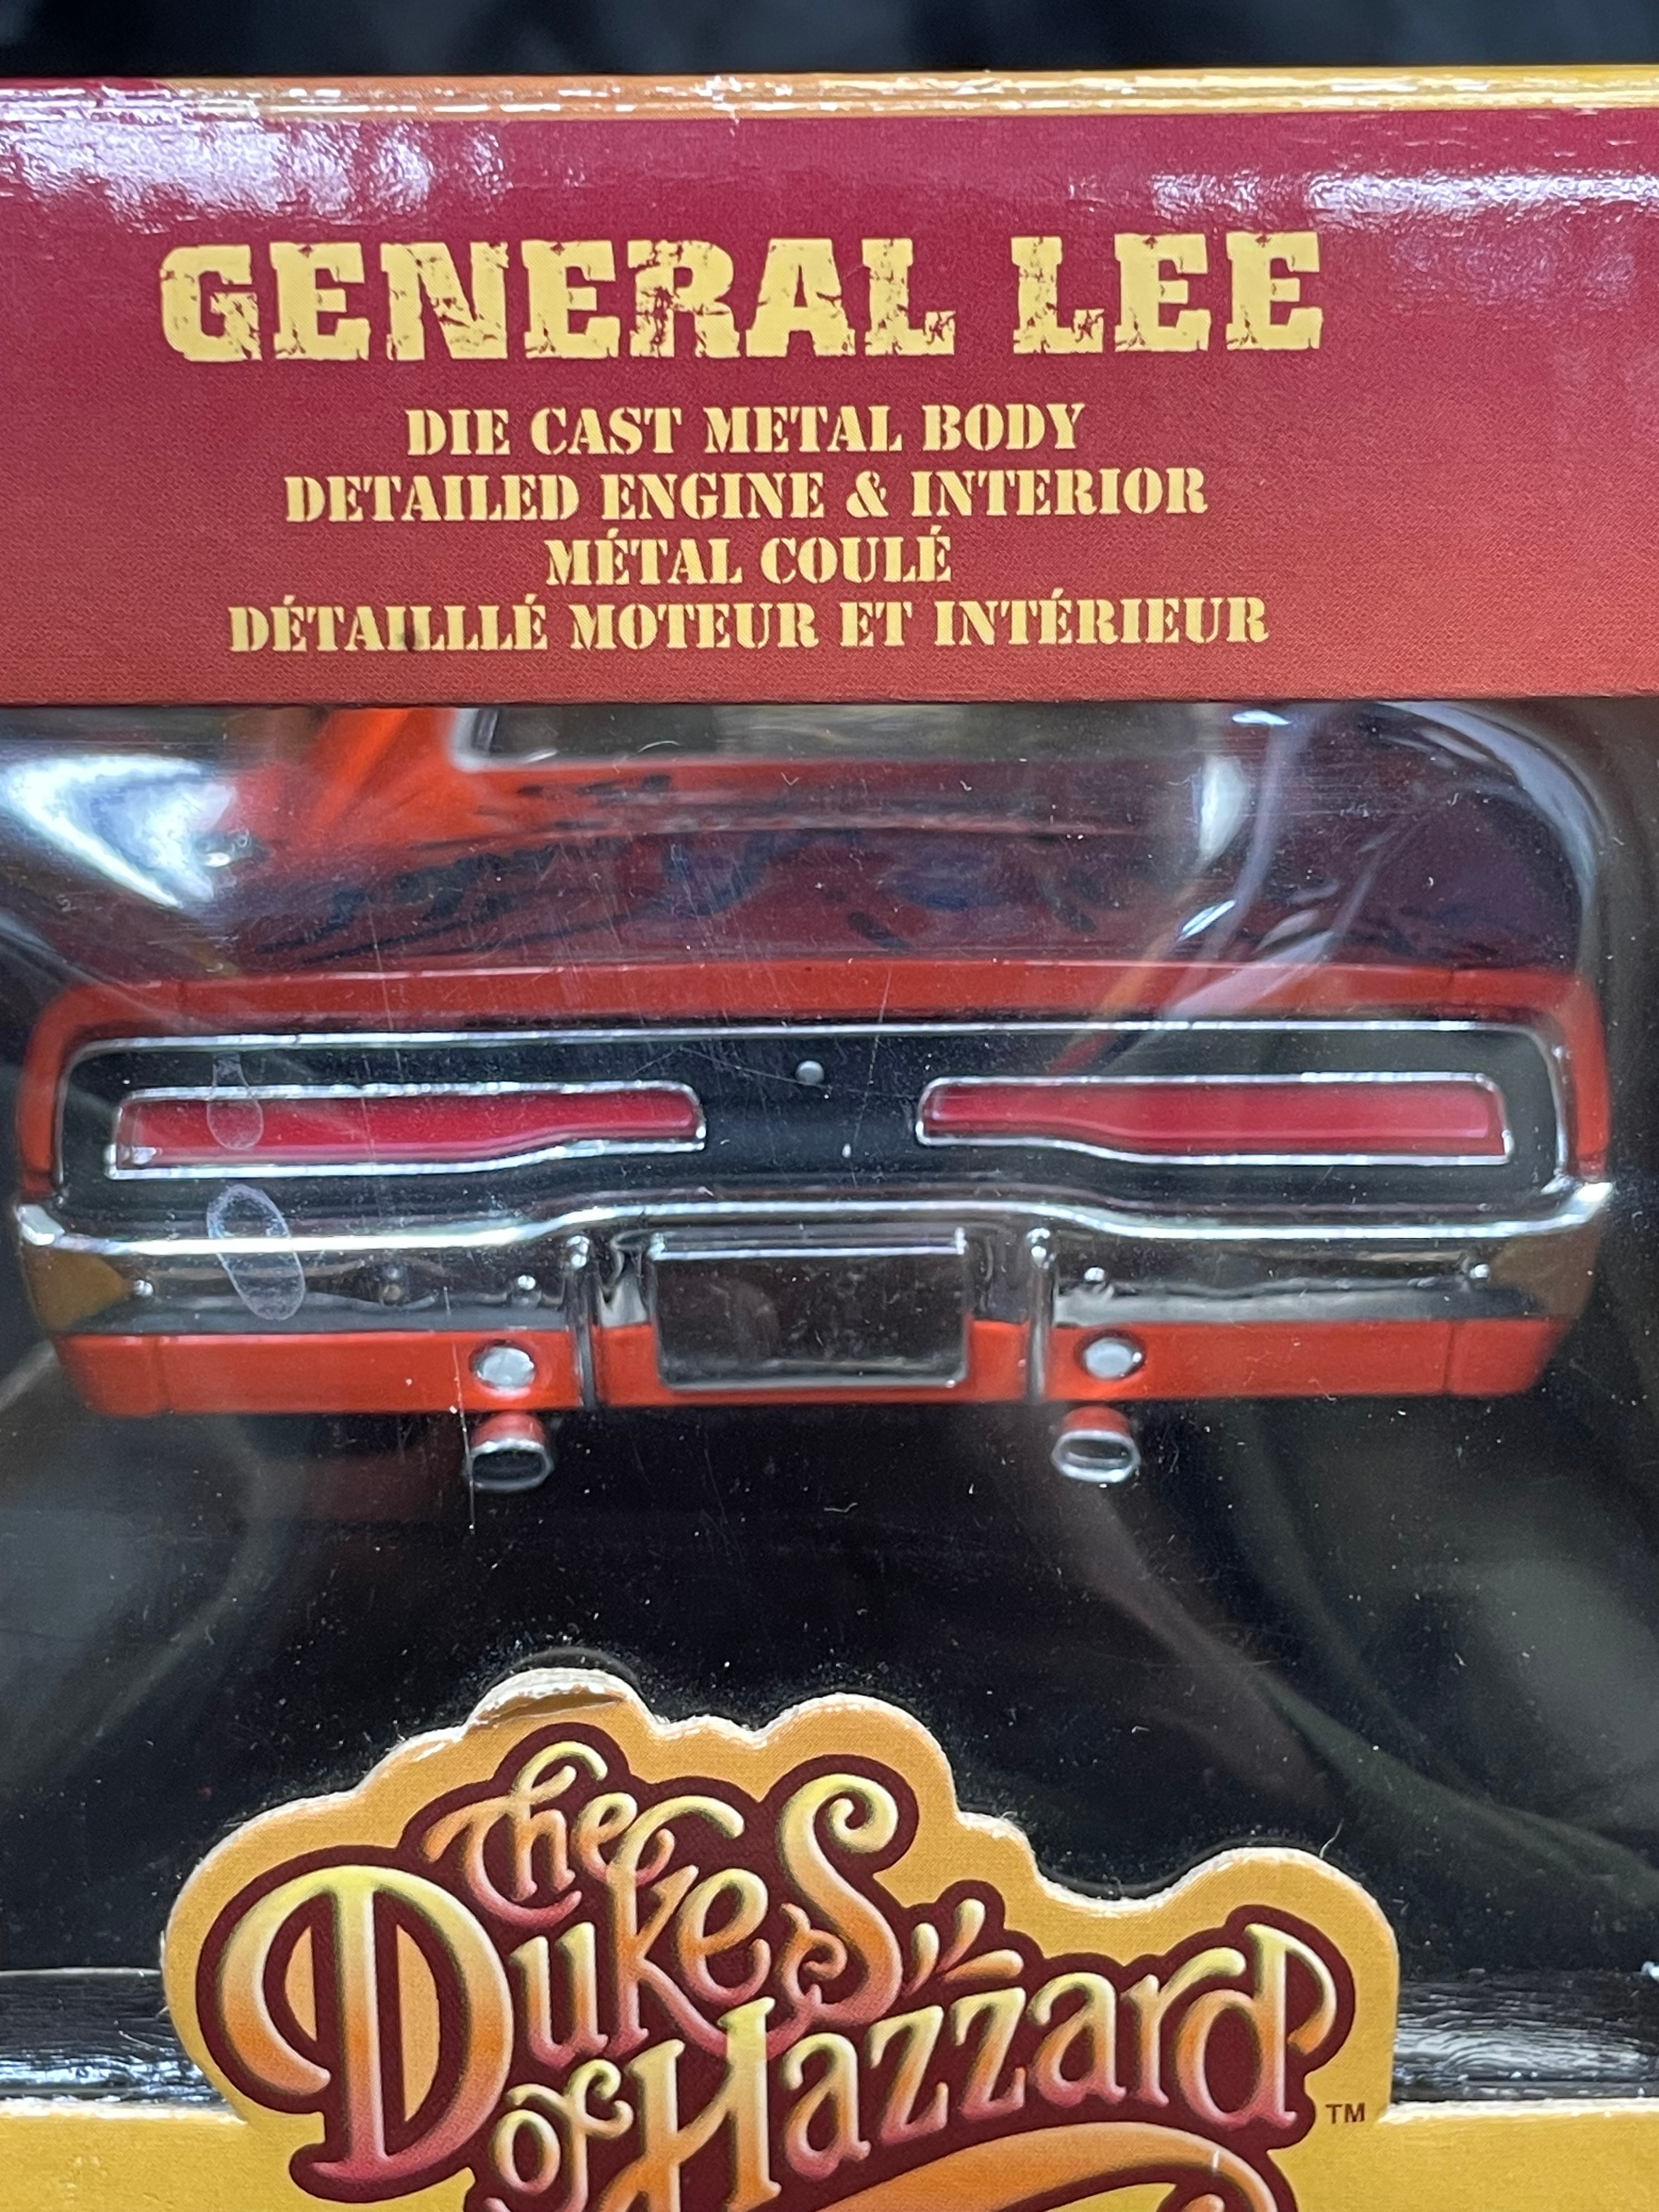 GENERAL LEE
DIE CAST METAL BODY
DETAILED ENGINE & INTERIOR
MÉTAL COULÉ
DÉTAILLLÉ MOTEUR ET INTÉRIEUR
The
Dukes
of Hazzard
TM